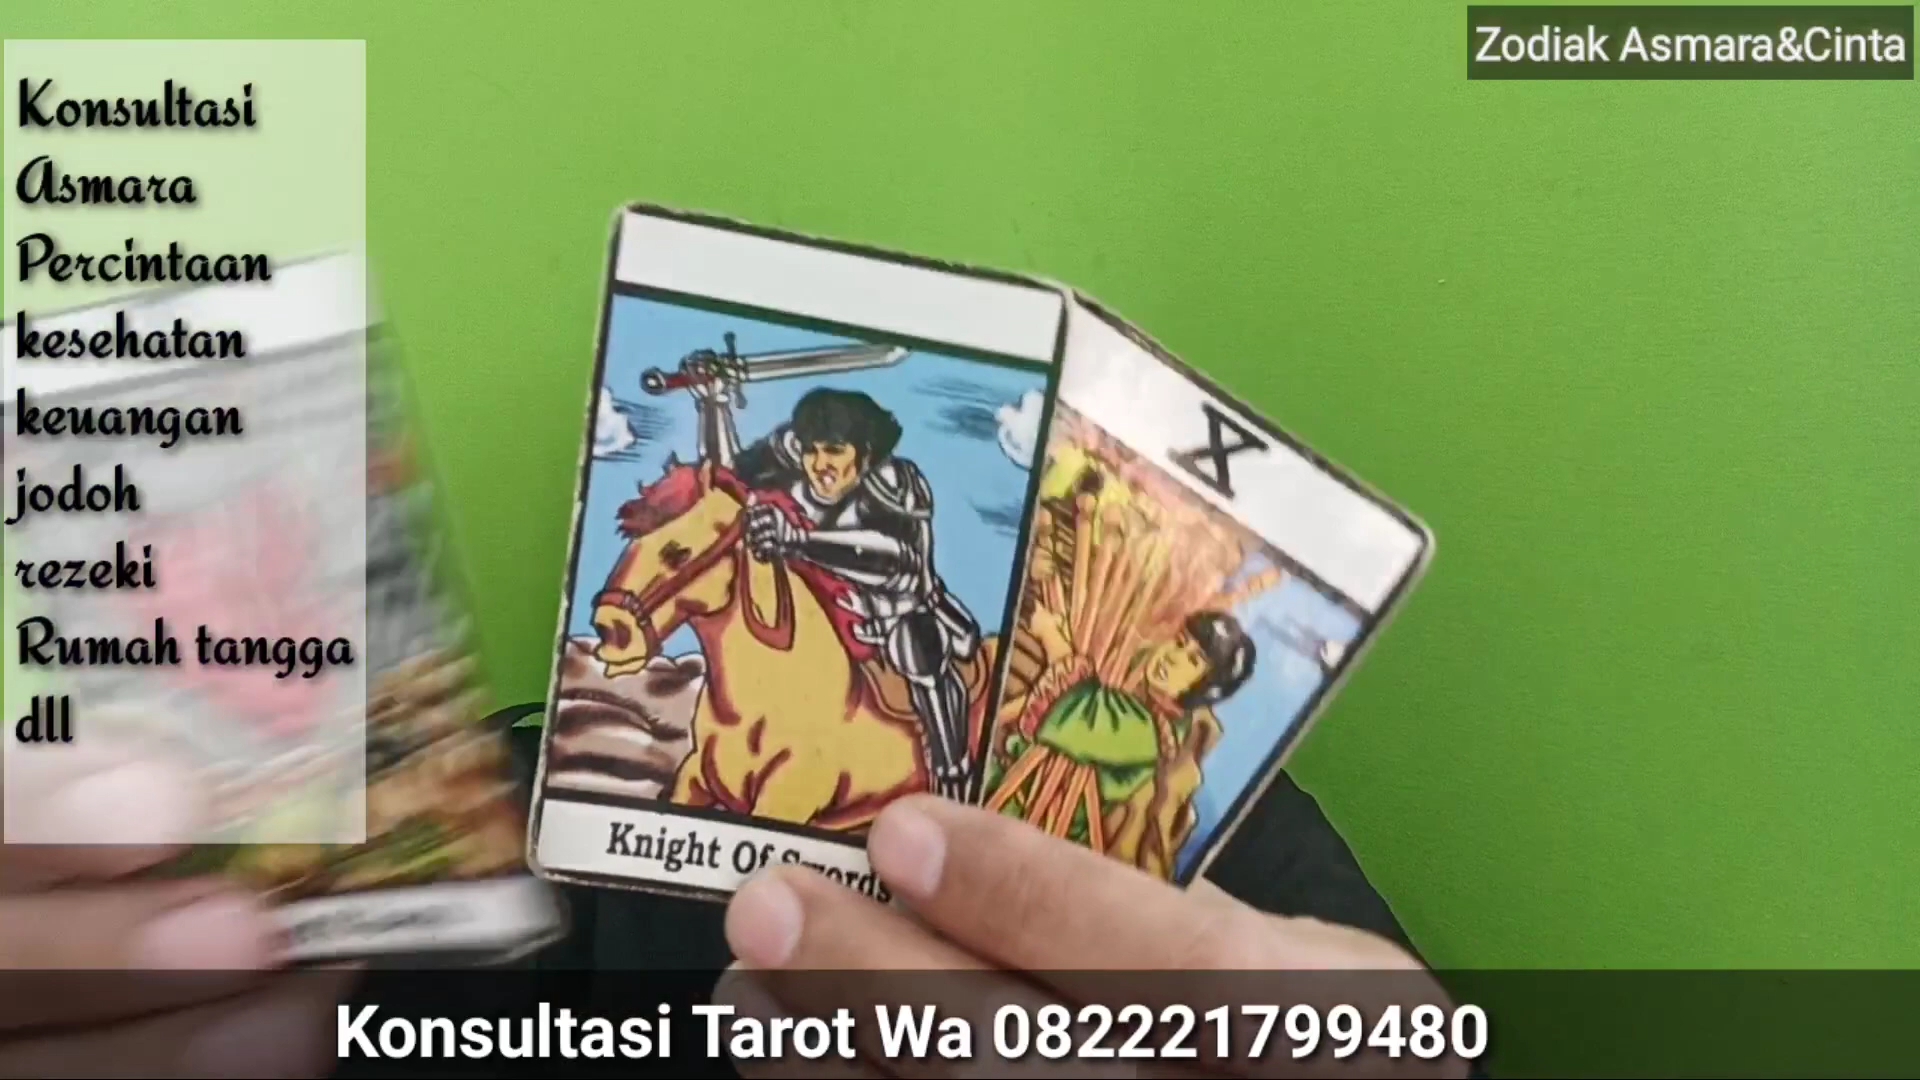 Zodiak Asmara&Cinta
Konsultasi
Asmara
Percintaan
kesehatan
keuangan
jodoh
rezeki
Rumah tangga
dll
X
Knight Of Swords
Konsultasi Tarot Wa 082221799480